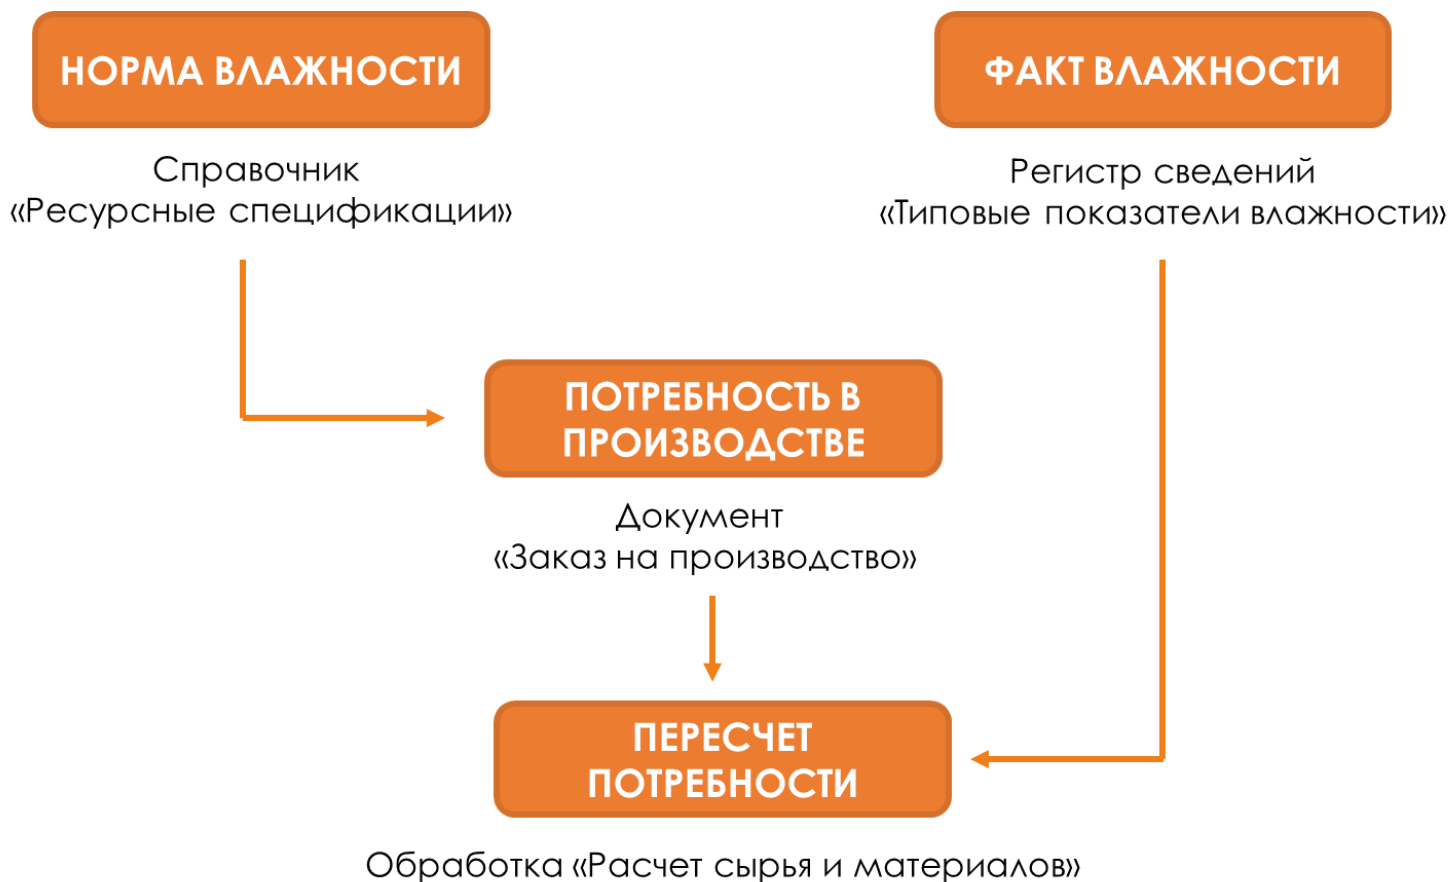 НОРМА ВЛАЖНОСТИ
Справочник
«Ресурсные спецификации»
ФАКТ ВЛАЖНОСТИ
Регистр сведений
«Типовые показатели влажности»
ПОТРЕБНОСТЬ В
ПРОИЗВОДСТВЕ
Документ
«Заказ на производство»
ПЕРЕСЧЕТ
ПОТРЕБНОСТИ
Обработка «Расчет сырья и материалов»